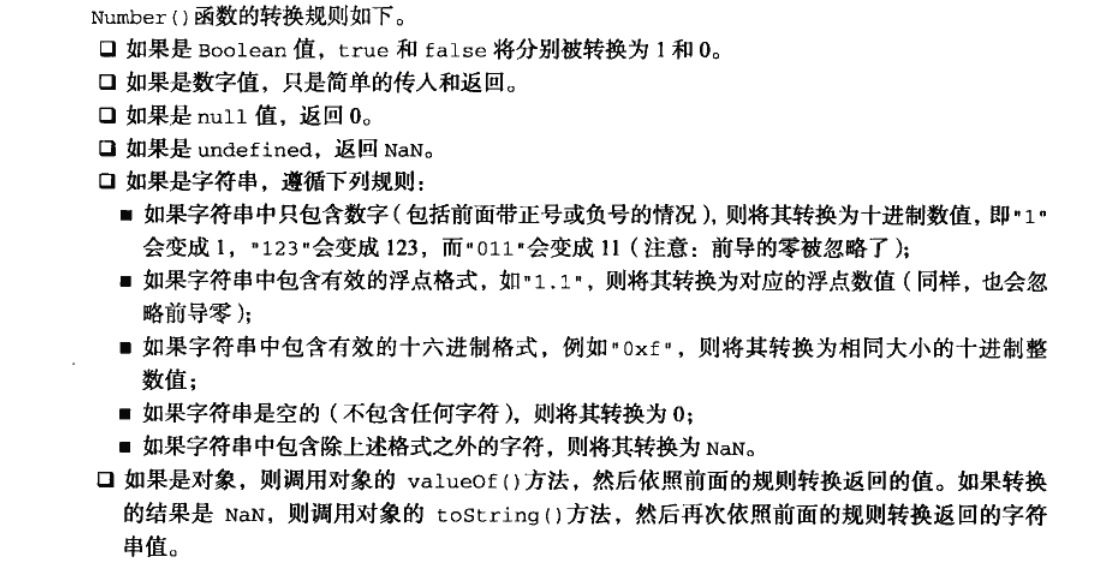 Number()函数的转换规则如下。
❑ 如果是 Boolean 值，true 和 false 将分别被转换为 1 和 0。
❑ 如果是数字值，只是简单的传人和返回。
❑ 如果是 null 值，返回 0。
❑ 如果是 undefined，返回 NaN。
❑ 如果是字符串，遵循下列规则：
■ 如果字符串中只包含数字（包括前面带正号或负号的情况），则将其转换为十进制数值，即"1"
会变成 1，"123"会变成 123，而"011"会变成 11（注意：前导的零被忽略了）；
■ 如果字符串中包含有效的浮点格式，如"1.1"，则将其转换为对应的浮点数值（同样，也会忽
略前导零）；
■ 如果字符串中包含有效的十六进制格式，例如"0xf"，则将其转换为相同大小的十进制整
数值；
■ 如果字符串是空的（不包含任何字符），则将其转换为 0；
■ 如果字符串中包含除上述格式之外的字符，则将其转换为 NaN。
❑ 如果是对象，则调用对象的 valueOf()方法，然后依照前面的规则转换返回的值。如果转换
的结果是 NaN，则调用对象的 toString()方法，然后再次依照前面的规则转换返回的字符
串值。